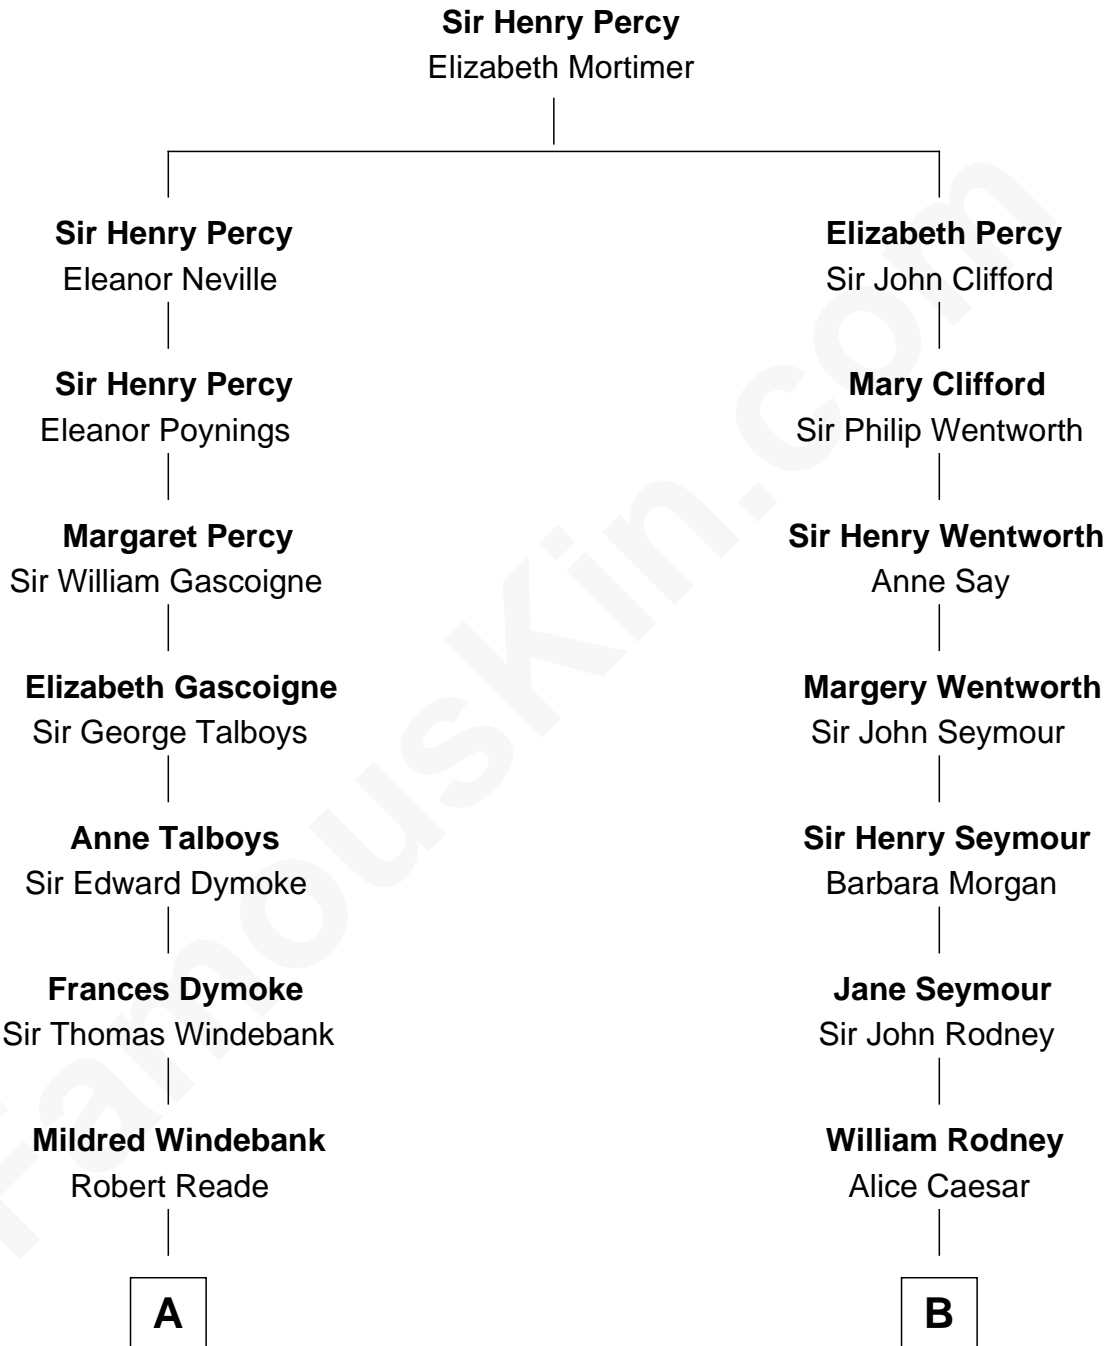 Sir Henry Percy
Elizabeth Mortimer
Sir Henry Percy
Eleanor Neville
Sir Henry Percy
Eleanor Poynings
Margaret Percy
Sir William Gascoigne
Elizabeth Gascoigne
Sir George Talboys
Anne Talboys
Sir Edward Dymoke
Frances Dymoke
Sir Thomas Windebank
Mildred Windebank
Robert Reade
A
Elizabeth Percy
Sir John Clifford
Mary Clifford
Sir Philip Wentworth
Sir Henry Wentworth
Anne Say
Margery Wentworth
Sir John Seymour
Sir Henry Seymour
Barbara Morgan
Jane Seymour
Sir John Rodney
William Rodney
Alice Caesar
B
FamousKin.com